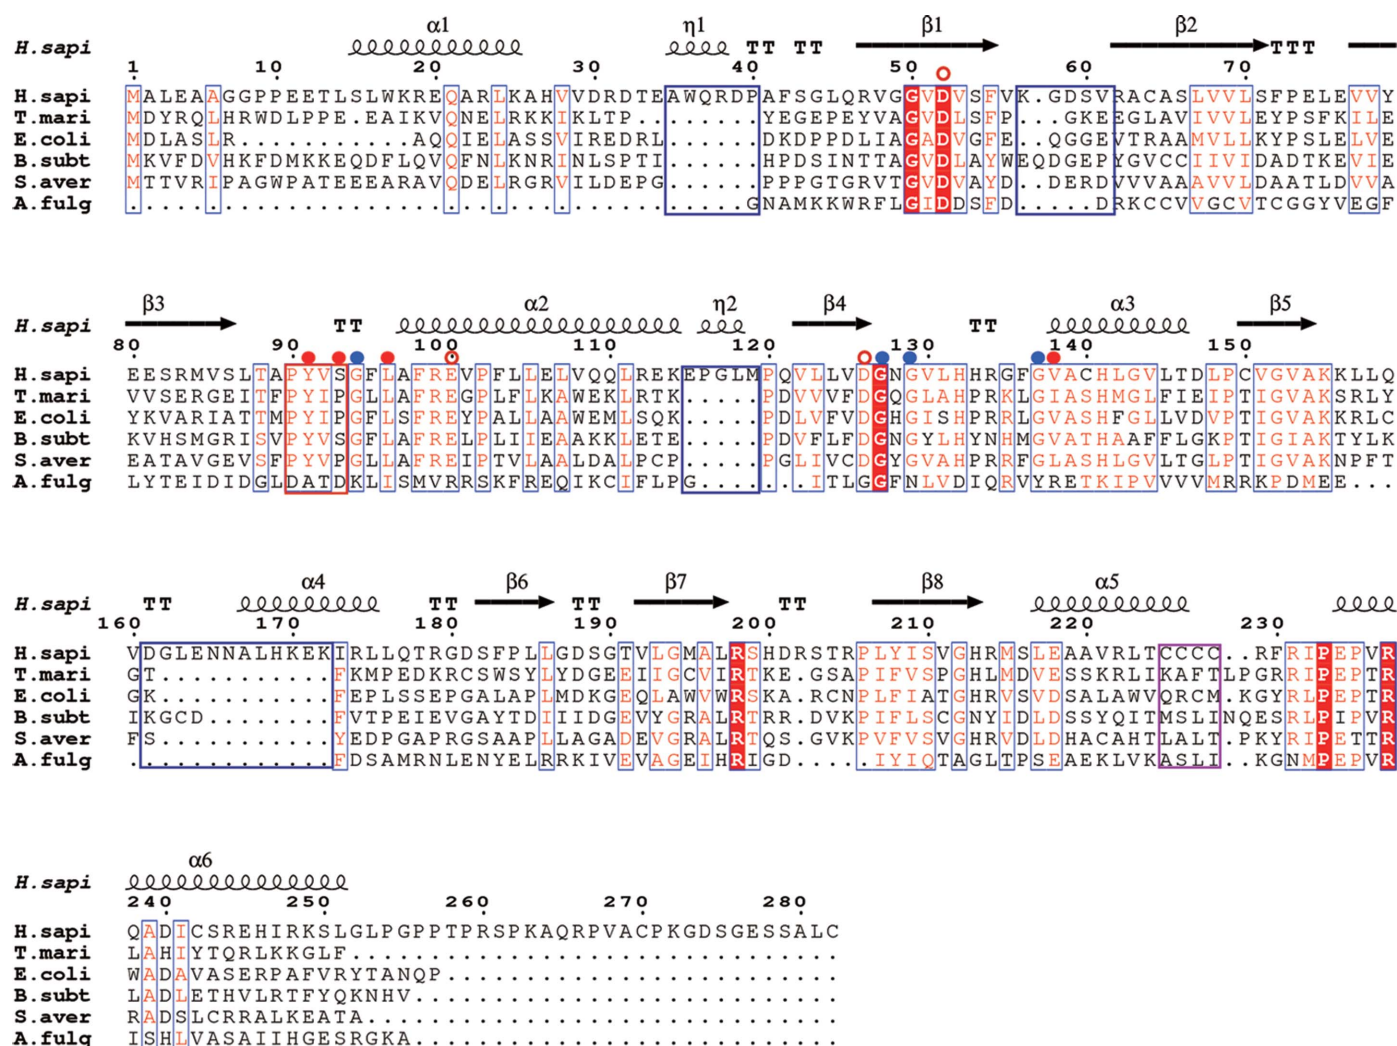 α1 η1 β1 β2
H.sapi TT TT TTT
1 10 20 30 40 50 60 70
H.sapi MALEAAGGPPEETLSLWKREQARLKAHVVDRDTEAWQRDPAFSGLQRVGGVDVSFVK.GDSVRACASLVVLSFPELEVVY
T.mari MDYRQLHRWDLPPE.EAIKVQNELRKKIKLTP........YEGEPEYVAGVDLSFP...GKEEGLAVIVVLEYPSFKILE
E.coli MDLASLR...........AQQIELASSVIREDRL......DKDPPDLIAGADVGFE..QGGEVTRAAMVLLKYPSLELVE
B.subt MKVFDVHKFDMKKEQDFLQVQFNLKNRINLSPTI......HPDSINTTAGVDLAYWEQDGEPYGVCCIIVIDADTKEVIE
S.aver MTTVRIPAGWPATEEEARAVQDELRGRVILDEPG......PPPGTGRVTGVDVAYD..DERDVVVAAAVVLDAATLDVVA
A.fulg .......................................GNAMKKWRFLGIDDSFD.....DRKCCVVGCVTCGGYVEGF
β3 α2 η2 β4 α3 β5
H.sapi TT TT
80 90 100 110 120 130 140 150
H.sapi EESRMVSLTAPYVSGFLAFREVPFLLELVQQLREKEPGLMPQVLLVDGNGVLHHRGFGVACHLGVLTDLPCVGVAKKLLQ
T.mari VVSERGEITFPYIPGLLAFREGPLFLKAWEKLRTK.....PDVVVFDGQGLAHPRKLGIASHMGLFIEIPTIGVAKSRLY
E.coli YKVARIATTMPYIPGFLSFREYPALLAAWEMLSQK.....PDLVFVDGHGISHPRRLGVASHFGLLVDVPTIGVAKKRLC
B.subt KVHSMGRISVPYVSGFLAFRELPLIIEAAKKLETE.....PDVFLFDGNGYLHYNHMGVATHAAFFLGKPTIGIAKTYLK
S.aver EATAVGEVSFPYVPGLLAFREIPTVLAALDALPCP.....PGLIVCDGYGVAHPRRFGLASHLGVLTGLPTIGVAKNPFT
A.fulg LYTEIDIDGLDATDKLISMVRRSKFREQIKCIFLPG.......ITLGGFNLVDIQRVYRETKIPVVVVVMRRKPDMEE...
α4 β6 β7 β8 α5
H.sapi TT TT TT TT
160 170 180 190 200 210 220 230
H.sapi VDGLENNALHKEKIRLLQTRGDSFPLLGDSGTVLGMALRSHDRSTRPLYISVGHRMSLEAAVRLTCCCC..RFRIPEPVR
T.mari GT...........FKMPEDKRCSWSYLYDGEEIIGCVIRTKE.GSAPIFVSPGHLMDVESSKRLIKAFTLPGRRIPEPTR
E.coli GK...........FEPLSSEPGALAPLMDKGEQLAWVWRSKA.RCNPLFIATGHRVSVDSALAWVQRCM.KGYRLPEPTR
B.subt IKGCD........FVTPEIEVGAYTDIIIDGEVYGRALRTRR.DVKPIFLSCGNYIDLDSSYQITMSLINQESRLPIPVR
S.aver FS...........YEDPGAPRGSAAPLLAGADEVGRALRTQS.GVKPVFVSVGHRVDLDHACAHTLALT.PKYRIPETTR
A.fulg .............FDSAMRNLENYELRRKIVEVAGEIHRIGD.....IYIQTAGLTPSEAEKLVKASLI..KGNMPEPVR
α6
H.sapi
240 250 260 270 280
H.sapi QADICSREHIRKSLGLPGPPTPRSPKAQRPVACPKGDSGESSALC
T.mari LAHIYTQRLKKGLF...............................
E.coli WADAVASERPAFVRYTANQP.........................
B.subt LADLETHVLRTFYQKNHV...........................
S.aver RADSLCRRALKEATA..............................
A.fulg ISHLVASAIIHGESRGKA...........................